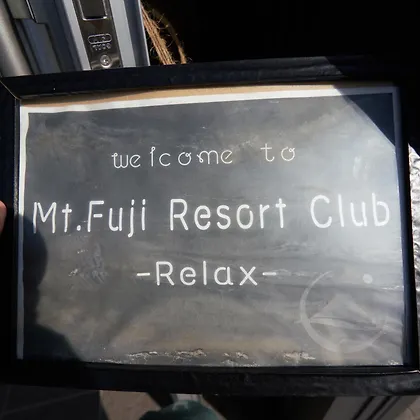 welcome to
Mt.Fuji Resort Club
-Relax-